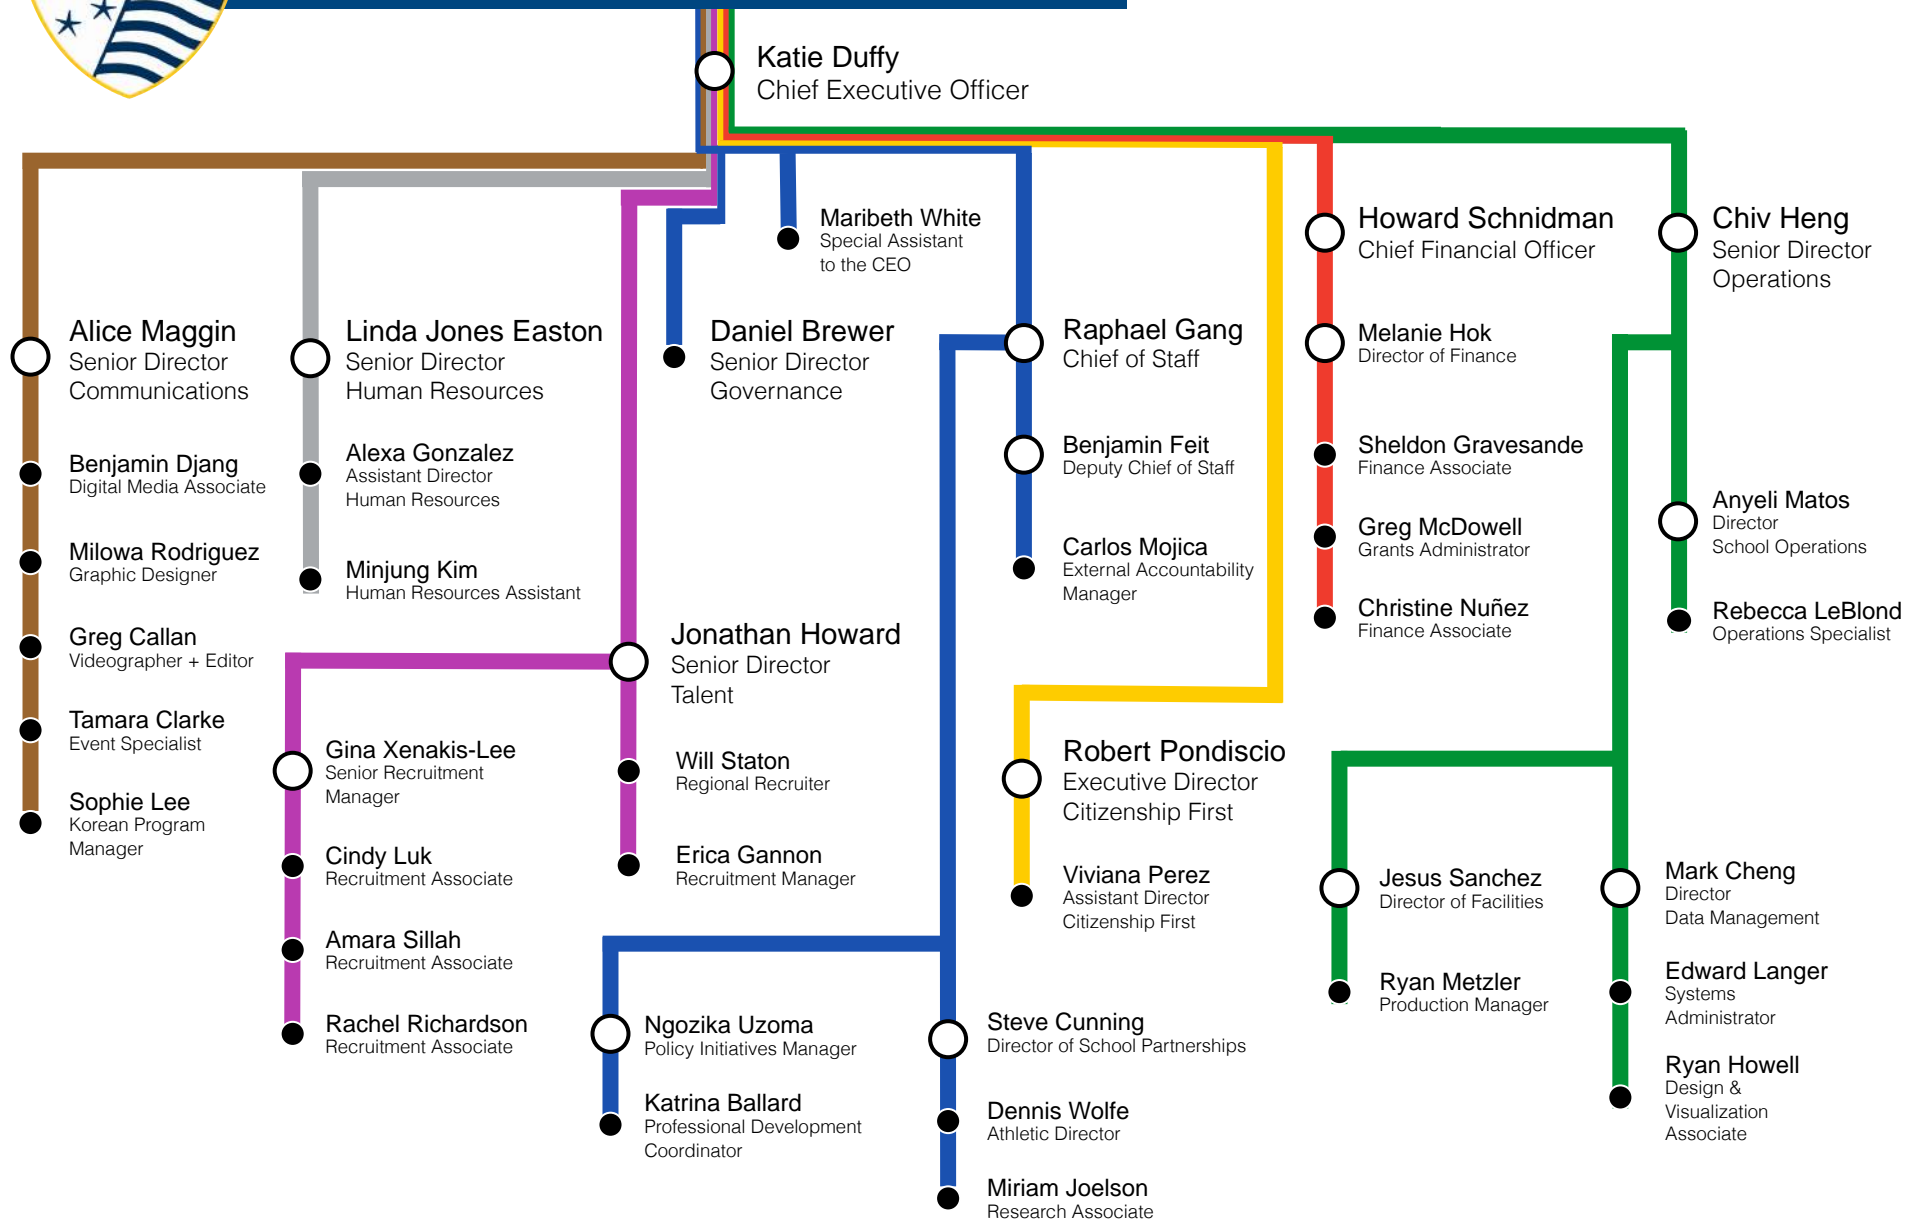 Katie Duffy
Chief Executive Officer
Maribeth White
Special Assistant
to the CEO
Howard Schnidman
Chief Financial Officer
Chiv Heng
Senior Director
Operations
Alice Maggin
Senior Director
Communications
Linda Jones Easton
Senior Director
Human Resources
Daniel Brewer
Senior Director
Governance
Raphael Gang
Chief of Staff
Melanie Hok
Director of Finance
Benjamin Djang
Digital Media Associate
Alexa Gonzalez
Assistant Director
Human Resources
Benjamin Feit
Deputy Chief of Staff
Sheldon Gravesande
Finance Associate
Anyeli Matos
Director
School Operations
Milowa Rodriguez
Graphic Designer
Minjung Kim
Human Resources Assistant
Carlos Mojica
External Accountability
Manager
Greg McDowell
Grants Administrator
Christine Nuñez
Finance Associate
Rebecca LeBlond
Operations Specialist
Greg Callan
Videographer + Editor
Jonathan Howard
Senior Director
Talent
Tamara Clarke
Event Specialist
Gina Xenakis-Lee
Senior Recruitment
Manager
Will Staton
Regional Recruiter
Robert Pondiscio
Executive Director
Citizenship First
Sophie Lee
Korean Program
Manager
Cindy Luk
Recruitment Associate
Erica Gannon
Recruitment Manager
Viviana Perez
Assistant Director
Citizenship First
Jesus Sanchez
Director of Facilities
Mark Cheng
Director
Data Management
Amara Sillah
Recruitment Associate
Ryan Metzler
Production Manager
Edward Langer
Systems
Administrator
Rachel Richardson
Recruitment Associate
Ngozika Uzoma
Policy Initiatives Manager
Steve Cunning
Director of School Partnerships
Ryan Howell
Design &
Visualization
Associate
Katrina Ballard
Professional Development
Coordinator
Dennis Wolfe
Athletic Director
Miriam Joelson
Research Associate